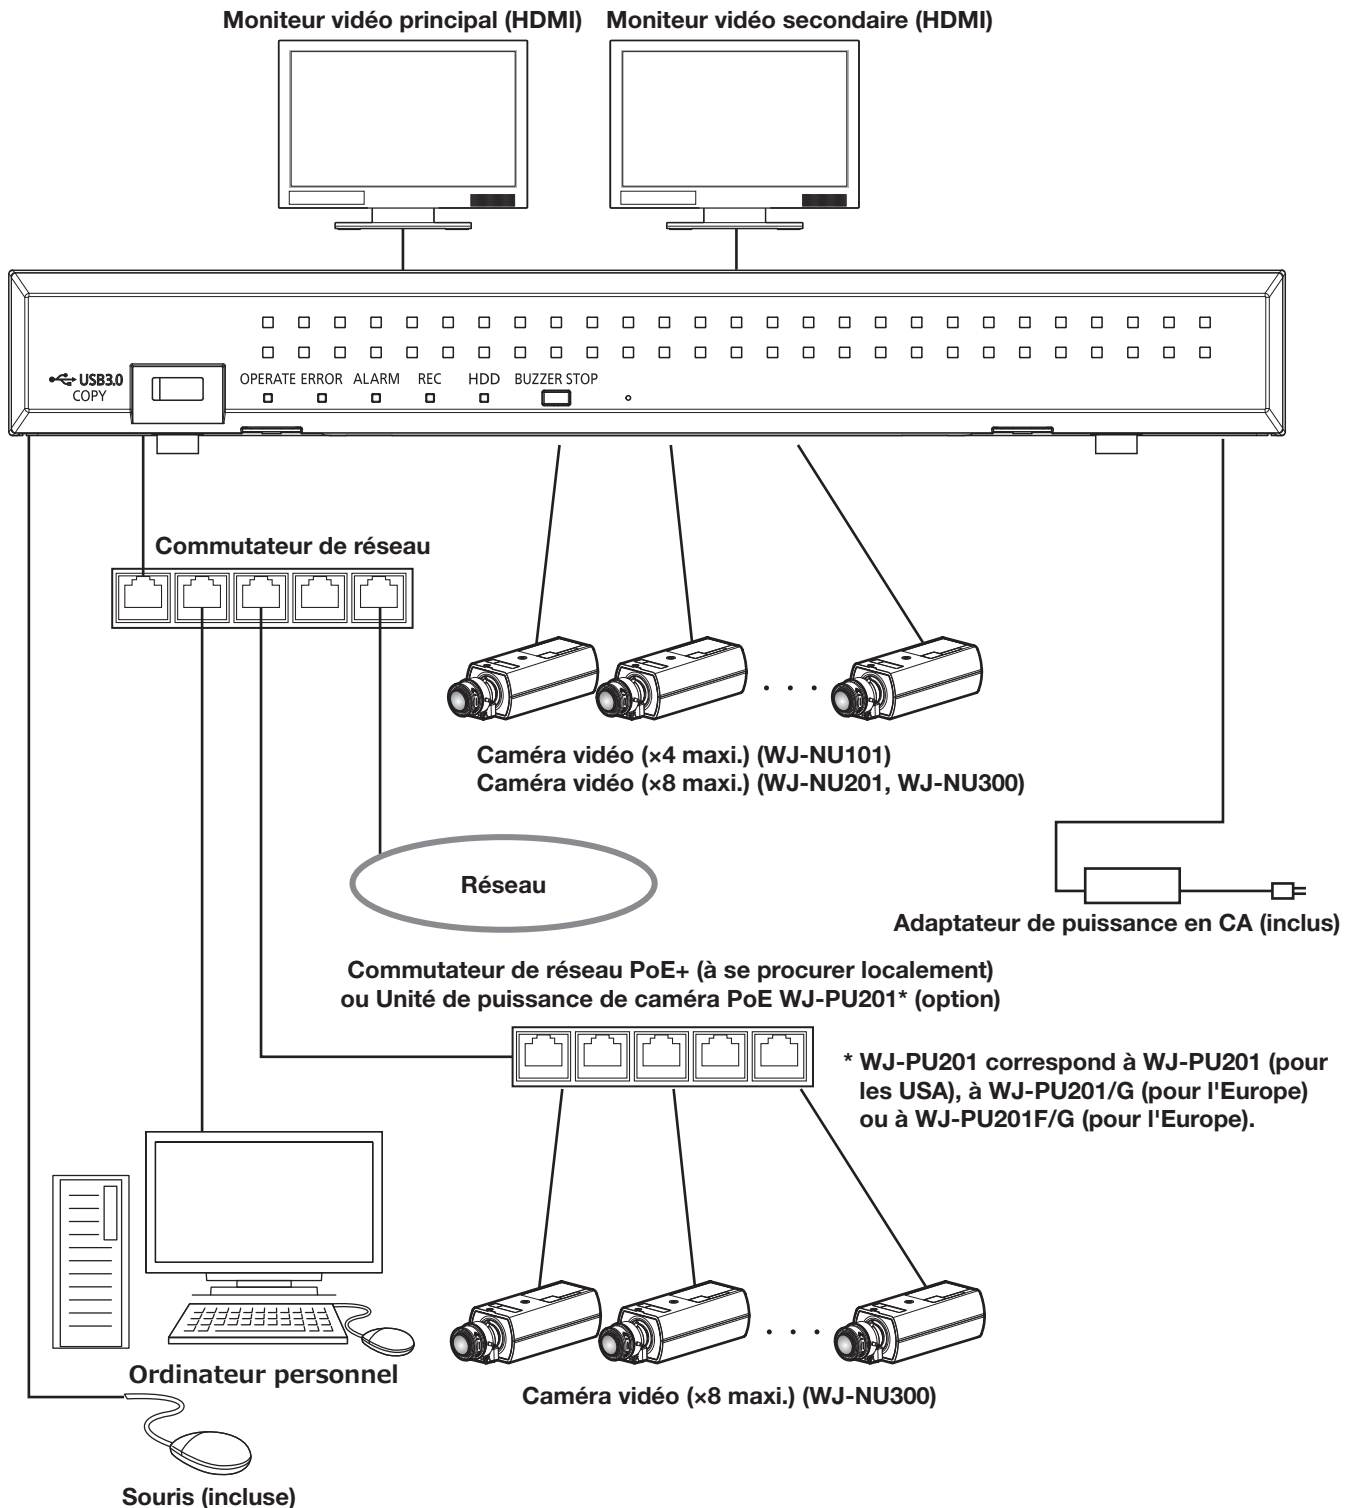 Moniteur vidéo principal (HDMI) Moniteur vidéo secondaire (HDMI)
USB3.0
COPY
OPERATE ERROR ALARM REC HDD BUZZER STOP
Commutateur de réseau
Caméra vidéo (×4 maxi.) (WJ-NU101)
Caméra vidéo (×8 maxi.) (WJ-NU201, WJ-NU300)
Réseau
Adaptateur de puissance en CA (inclus)
Commutateur de réseau PoE+ (à se procurer localement)
ou Unité de puissance de caméra PoE WJ-PU201* (option)
* WJ-PU201 correspond à WJ-PU201 (pour
les USA), à WJ-PU201/G (pour l'Europe)
ou à WJ-PU201F/G (pour l'Europe).
Ordinateur personnel
Caméra vidéo (×8 maxi.) (WJ-NU300)
Souris (incluse)